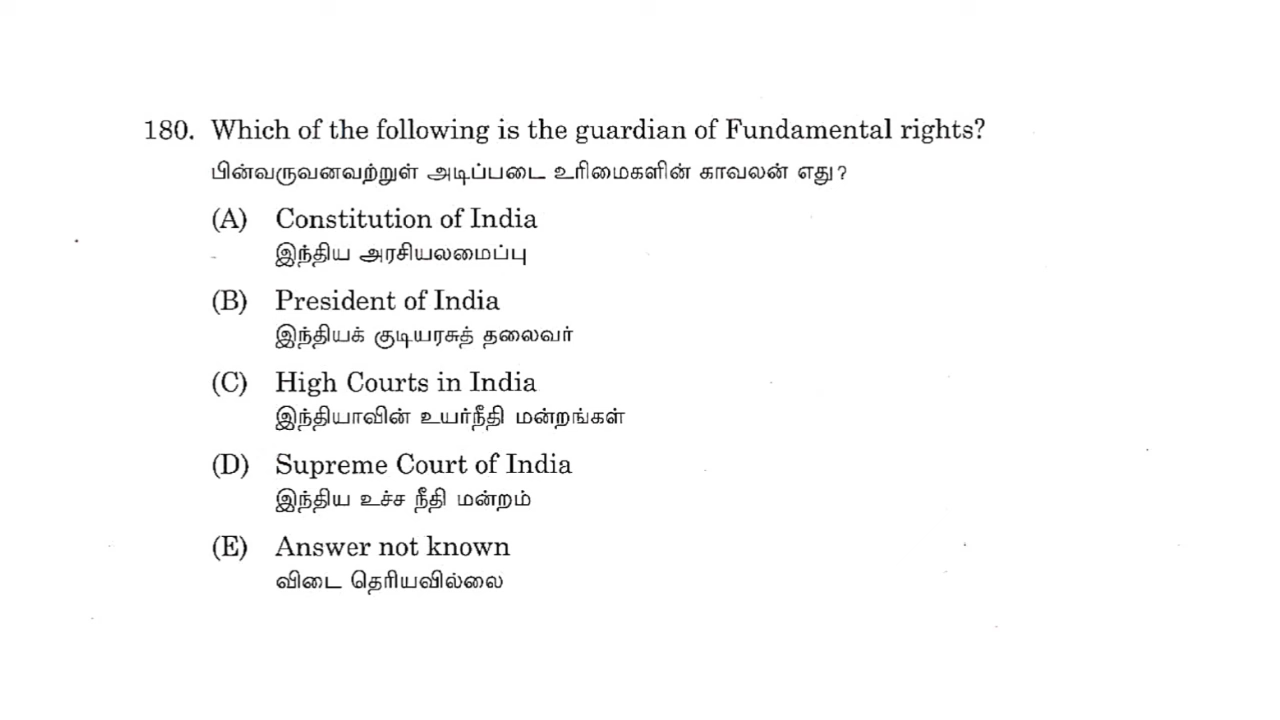 180. Which of the following is the guardian of Fundamental rights?
பின்வருவனவற்றுள் அடிப்படை உரிமைகளின் காவலன் எது?
(A) Constitution of India
இந்திய அரசியலமைப்பு
(B) President of India
இந்தியக் குடியரசுத் தலைவர்
(C) High Courts in India
இந்தியாவின் உயர்நீதி மன்றங்கள்
(D) Supreme Court of India
இந்திய உச்ச நீதி மன்றம்
(E) Answer not known
விடை தெரியவில்லை